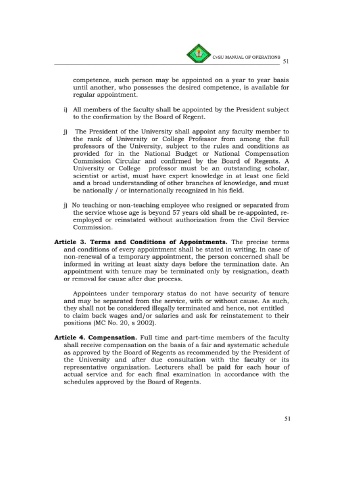 CvSU MANUAL OF OPERATIONS
51
competence, such person may be appointed on a year to year basis
until another, who possesses the desired competence, is available for
regular appointment.
i) All members of the faculty shall be appointed by the President subject
to the confirmation by the Board of Regent.
j) The President of the University shall appoint any faculty member to
the rank of University or College Professor from among the full
professors of the University, subject to the rules and conditions as
provided for in the National Budget or National Compensation
Commission Circular and confirmed by the Board of Regents. A
University or College professor must be an outstanding scholar,
scientist or artist, must have expert knowledge in at least one field
and a broad understanding of other branches of knowledge, and must
be nationally / or internationally recognized in his field.
j) No teaching or non-teaching employee who resigned or separated from
the service whose age is beyond 57 years old shall be re-appointed, re-
employed or reinstated without authorization from the Civil Service
Commission.
Article 3. Terms and Conditions of Appointments. The precise terms
and conditions of every appointment shall be stated in writing. In case of
non-renewal of a temporary appointment, the person concerned shall be
informed in writing at least sixty days before the termination date. An
appointment with tenure may be terminated only by resignation, death
or removal for cause after due process.
Appointees under temporary status do not have security of tenure
and may be separated from the service, with or without cause. As such,
they shall not be considered illegally terminated and hence, not entitled
to claim back wages and/or salaries and ask for reinstatement to their
positions (MC No. 20, s 2002).
Article 4. Compensation. Full time and part-time members of the faculty
shall receive compensation on the basis of a fair and systematic schedule
as approved by the Board of Regents as recommended by the President of
the University and after due consultation with the faculty or its
representative organization. Lecturers shall be paid for each hour of
actual service and for each final examination in accordance with the
schedules approved by the Board of Regents.
51